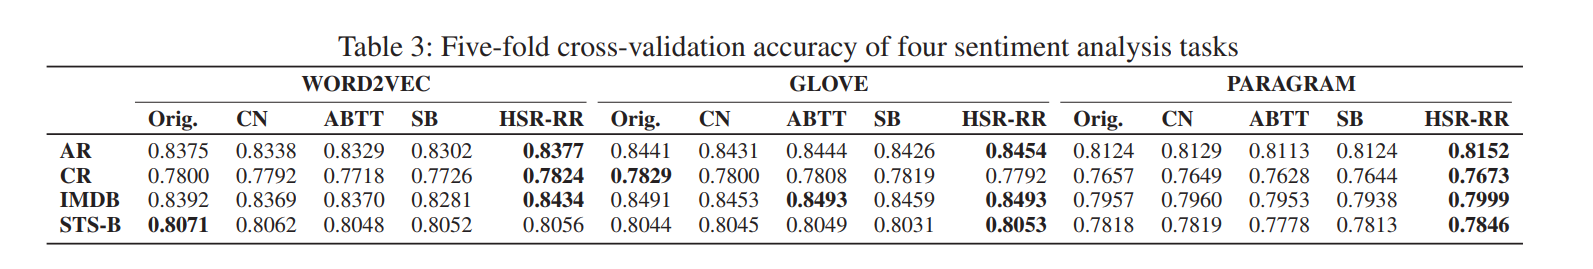 Table 3: Five-fold cross-validation accuracy of four sentiment analysis tasks
WORD2VEC GLOVE PARAGRAM
Orig. CN ABTT SB HSR-RR Orig. CN ABTT SB HSR-RR Orig. CN ABTT SB HSR-RR
AR 0.8375 0.8338 0.8329 0.8302 0.8377 0.8441 0.8431 0.8444 0.8426 0.8454 0.8124 0.8129 0.8113 0.8124 0.8152
CR 0.7800 0.7792 0.7718 0.7726 0.7824 0.7829 0.7800 0.7808 0.7819 0.7792 0.7657 0.7649 0.7628 0.7644 0.7673
IMDB 0.8392 0.8369 0.8370 0.8281 0.8434 0.8491 0.8453 0.8493 0.8459 0.8493 0.7957 0.7960 0.7953 0.7938 0.7999
STS-B 0.8071 0.8062 0.8048 0.8052 0.8056 0.8044 0.8045 0.8049 0.8031 0.8053 0.7818 0.7819 0.7778 0.7813 0.7846